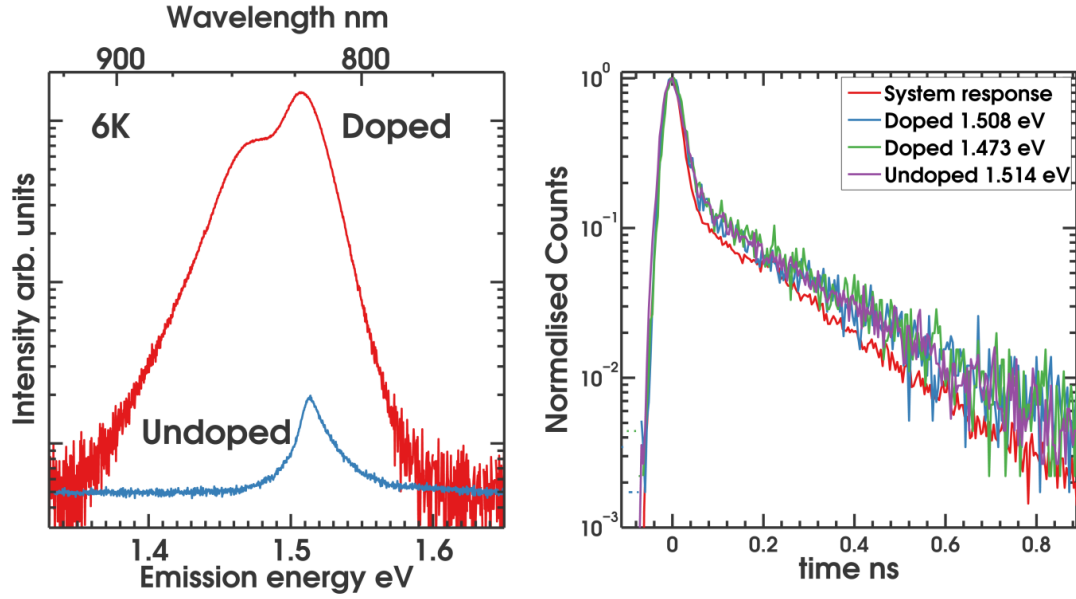 Wavelength nm
900 800
6K
Doped
Undoped
Intensity arb. units
1.4 1.5 1.6
Emission energy eV
10⁰
10⁻¹
10⁻²
10⁻³
Normalised Counts
System response
Doped 1.508 eV
Doped 1.473 eV
Undoped 1.514 eV
0 0.2 0.4 0.6 0.8
time ns